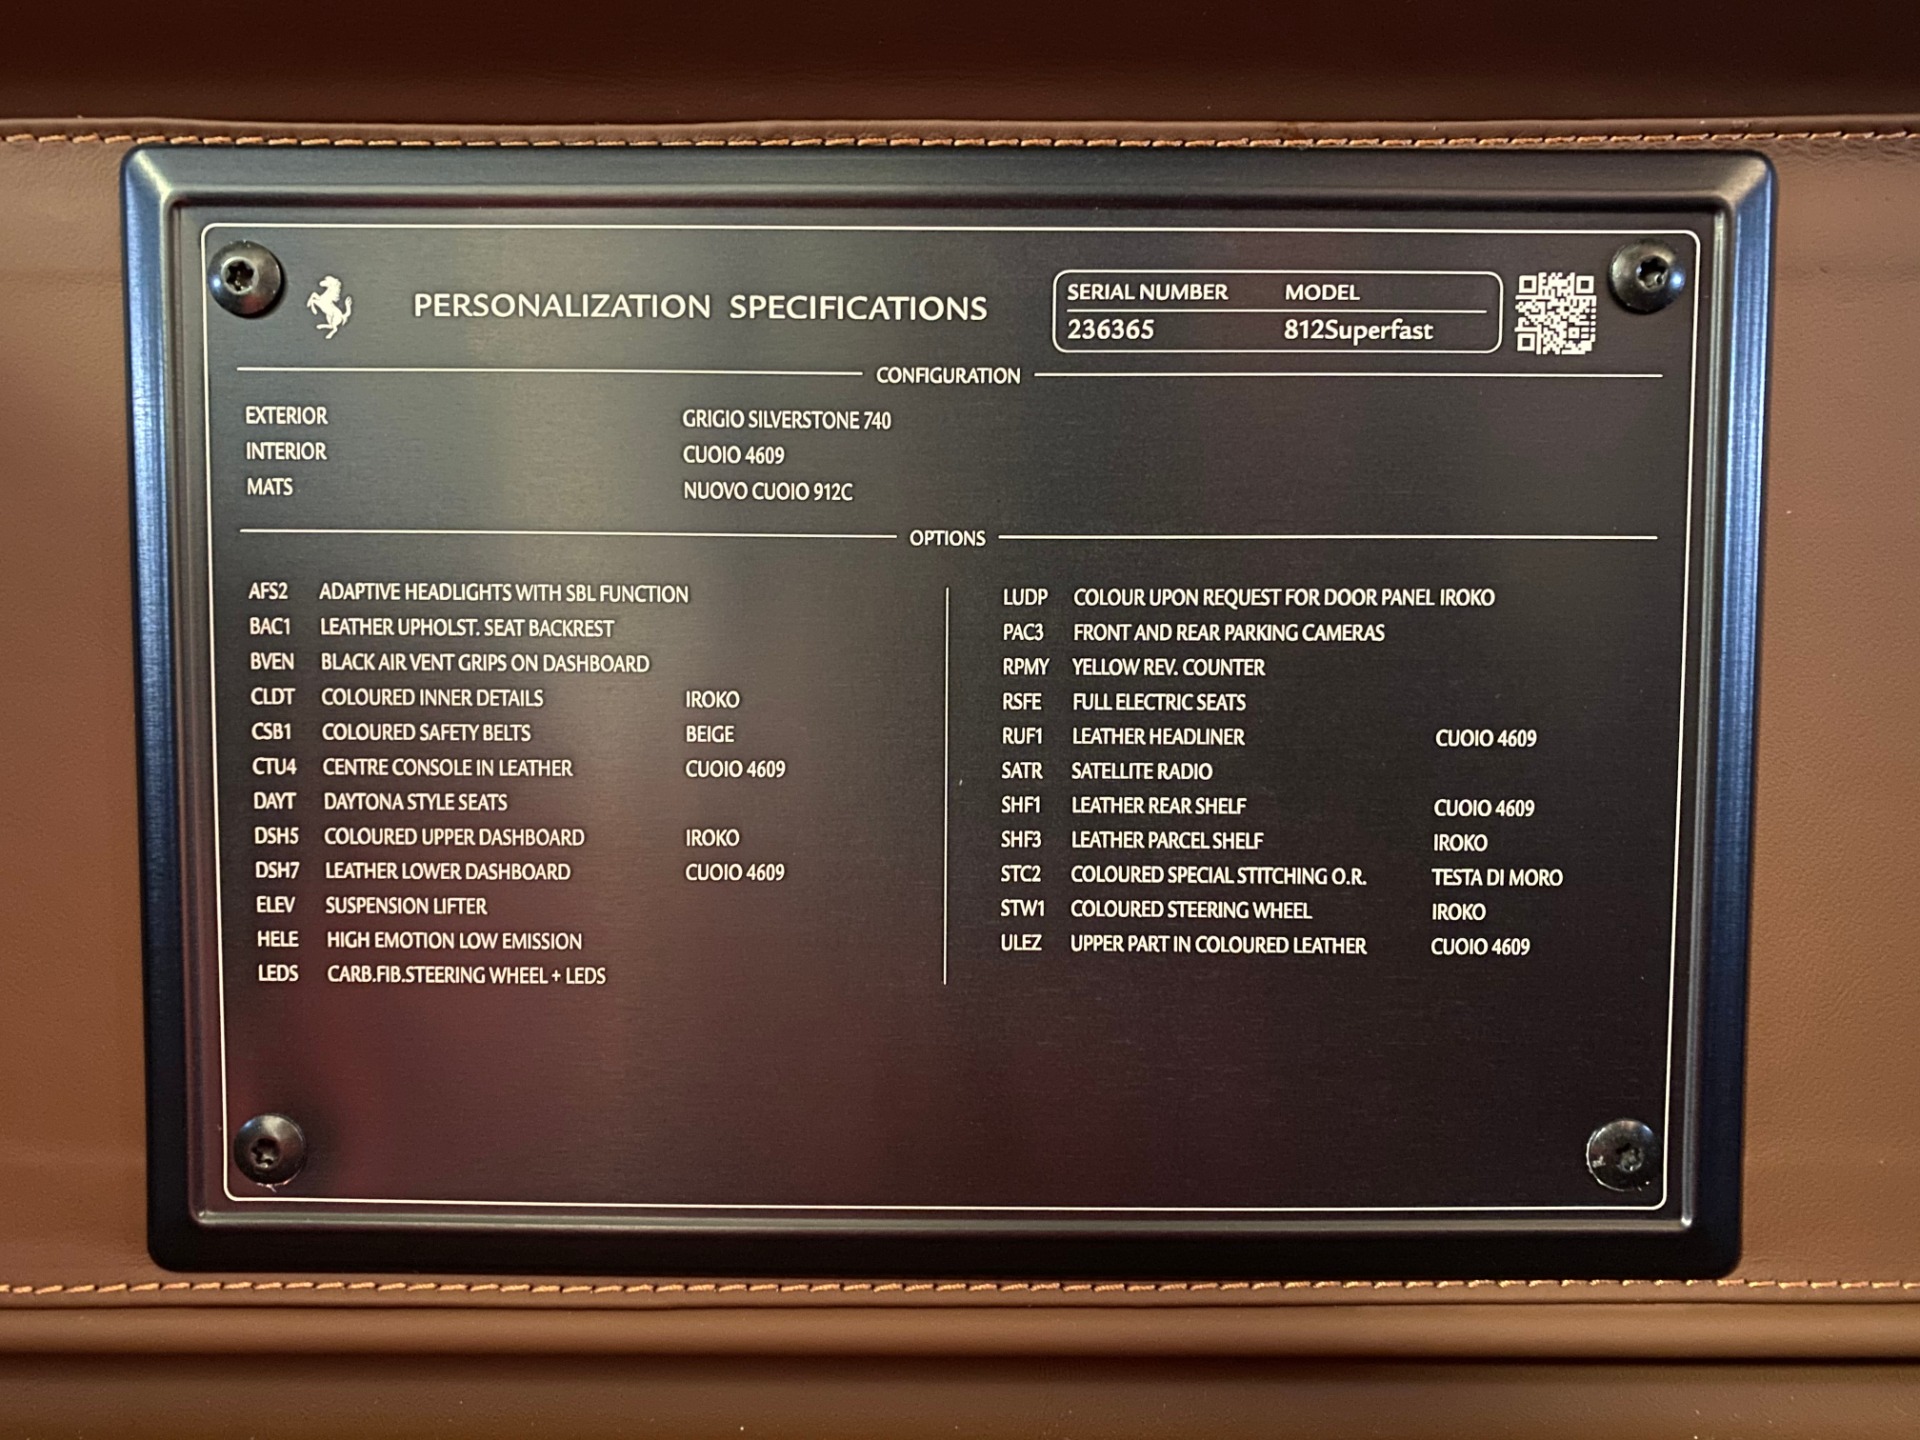 PERSONALIZATION SPECIFICATIONS
SERIAL NUMBER MODEL
236365 812Superfast
CONFIGURATION
EXTERIOR GRIGIO SILVERSTONE 740
INTERIOR CUOIO 4609
MATS NUOVO CUOIO 912C
OPTIONS
AFS2 ADAPTIVE HEADLIGHTS WITH SBL FUNCTION
BAC1 LEATHER UPHOLST. SEAT BACKREST
BVEN BLACK AIR VENT GRIPS ON DASHBOARD
CLDT COLOURED INNER DETAILS IROKO
CSB1 COLOURED SAFETY BELTS BEIGE
CTU4 CENTRE CONSOLE IN LEATHER CUOIO 4609
DAYT DAYTONA STYLE SEATS
DSH5 COLOURED UPPER DASHBOARD IROKO
DSH7 LEATHER LOWER DASHBOARD CUOIO 4609
ELEV SUSPENSION LIFTER
HELE HIGH EMOTION LOW EMISSION
LEDS CARB.FIB.STEERING WHEEL + LEDS
LUDP COLOUR UPON REQUEST FOR DOOR PANEL IROKO
PAC3 FRONT AND REAR PARKING CAMERAS
RPMY YELLOW REV. COUNTER
RSFE FULL ELECTRIC SEATS
RUF1 LEATHER HEADLINER CUOIO 4609
SATR SATELLITE RADIO
SHF1 LEATHER REAR SHELF CUOIO 4609
SHF3 LEATHER PARCEL SHELF IROKO
STC2 COLOURED SPECIAL STITCHING O.R. TESTA DI MORO
STW1 COLOURED STEERING WHEEL IROKO
ULEZ UPPER PART IN COLOURED LEATHER CUOIO 4609